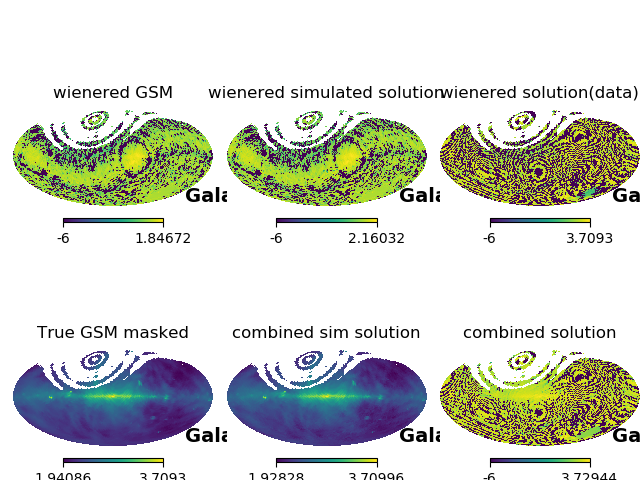 wienered GSM
wienered simulated solution
wienered solution(data)
Gala
Gala
Ga
-6 1.84672
-6 2.16032
-6 3.7093
True GSM masked
combined sim solution
combined solution
Gala
Gala
Ga
1.94086 3.7093
1.92828 3.70996
-6 3.72944